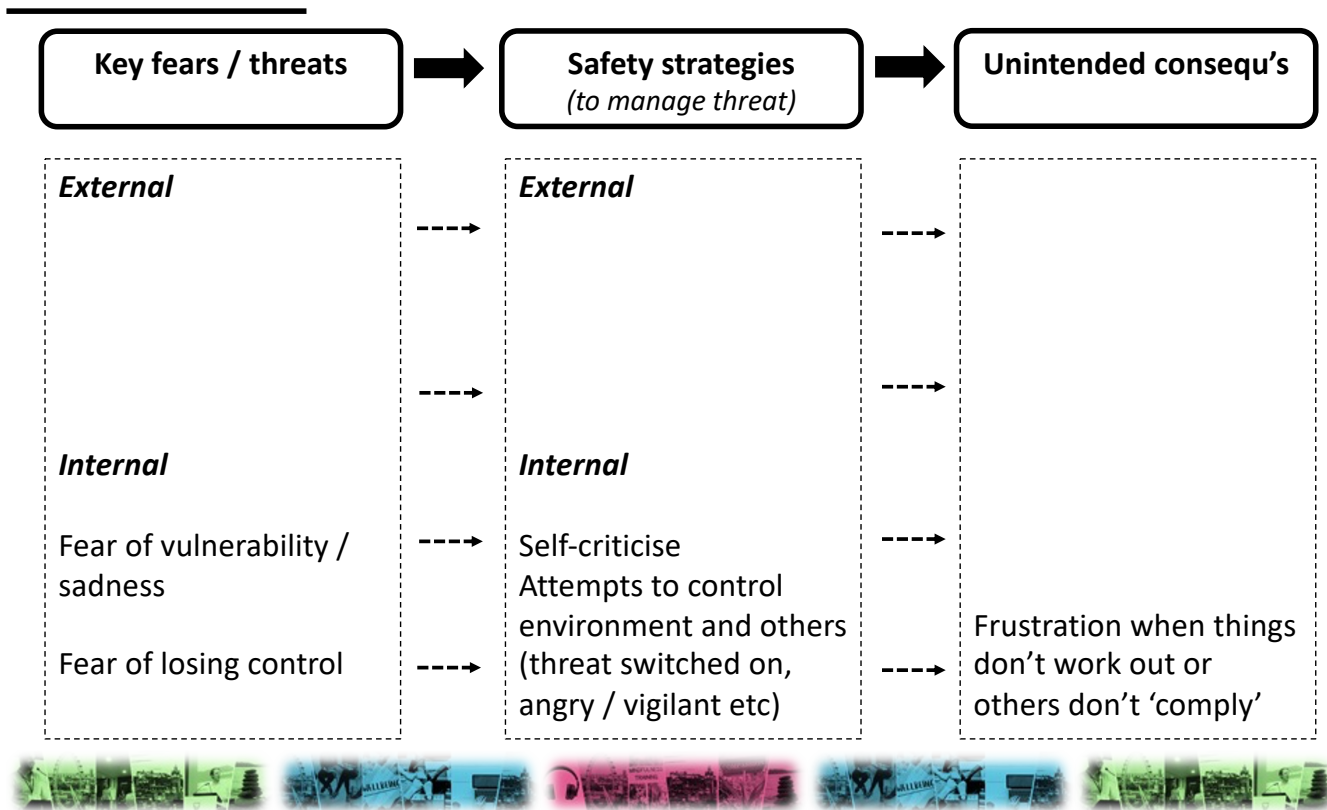 Key fears / threats
Safety strategies
(to manage threat)
Unintended consequ’s
External
Internal
Fear of vulnerability /
sadness
Fear of losing control
External
Internal
Self-criticise
Attempts to control
environment and others
(threat switched on,
angry / vigilant etc)
Frustration when things
don’t work out or
others don’t ‘comply’